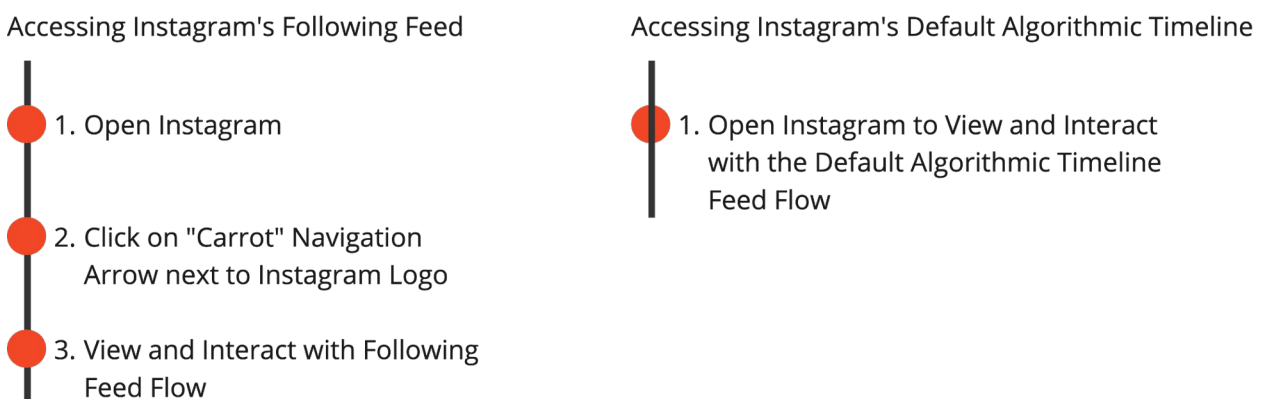 Accessing Instagram's Following Feed
1. Open Instagram
2. Click on "Carrot" Navigation
Arrow next to Instagram Logo
3. View and Interact with Following
Feed Flow
Accessing Instagram's Default Algorithmic Timeline
1. Open Instagram to View and Interact
with the Default Algorithmic Timeline
Feed Flow